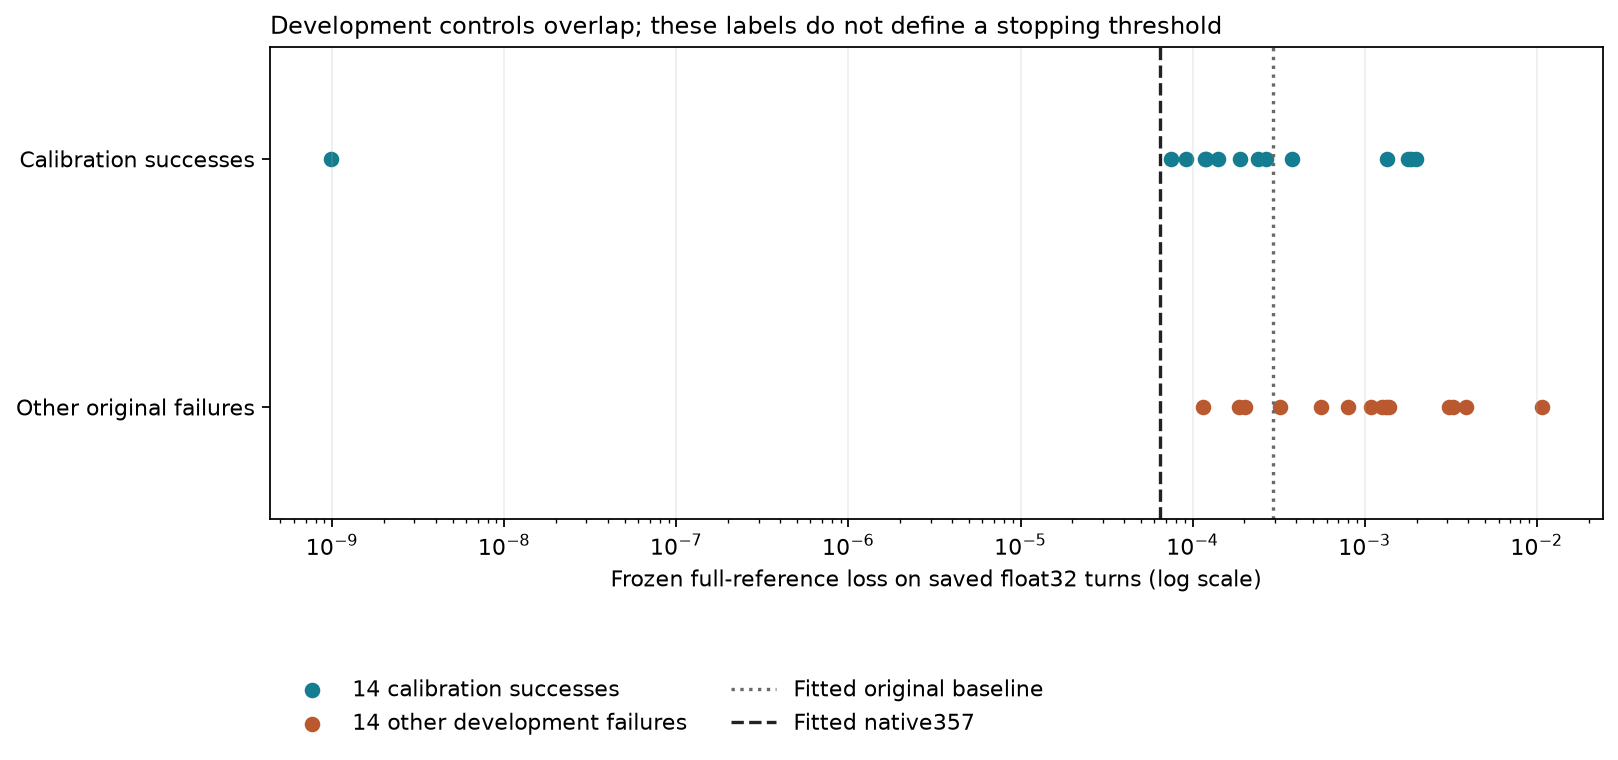 Development controls overlap; these labels do not define a stopping threshold
Calibration successes
Other original failures
10⁻⁹ 10⁻⁸ 10⁻⁷ 10⁻⁶ 10⁻⁵ 10⁻⁴ 10⁻³ 10⁻²
Frozen full-reference loss on saved float32 turns (log scale)
14 calibration successes
14 other development failures
Fitted original baseline
Fitted native357